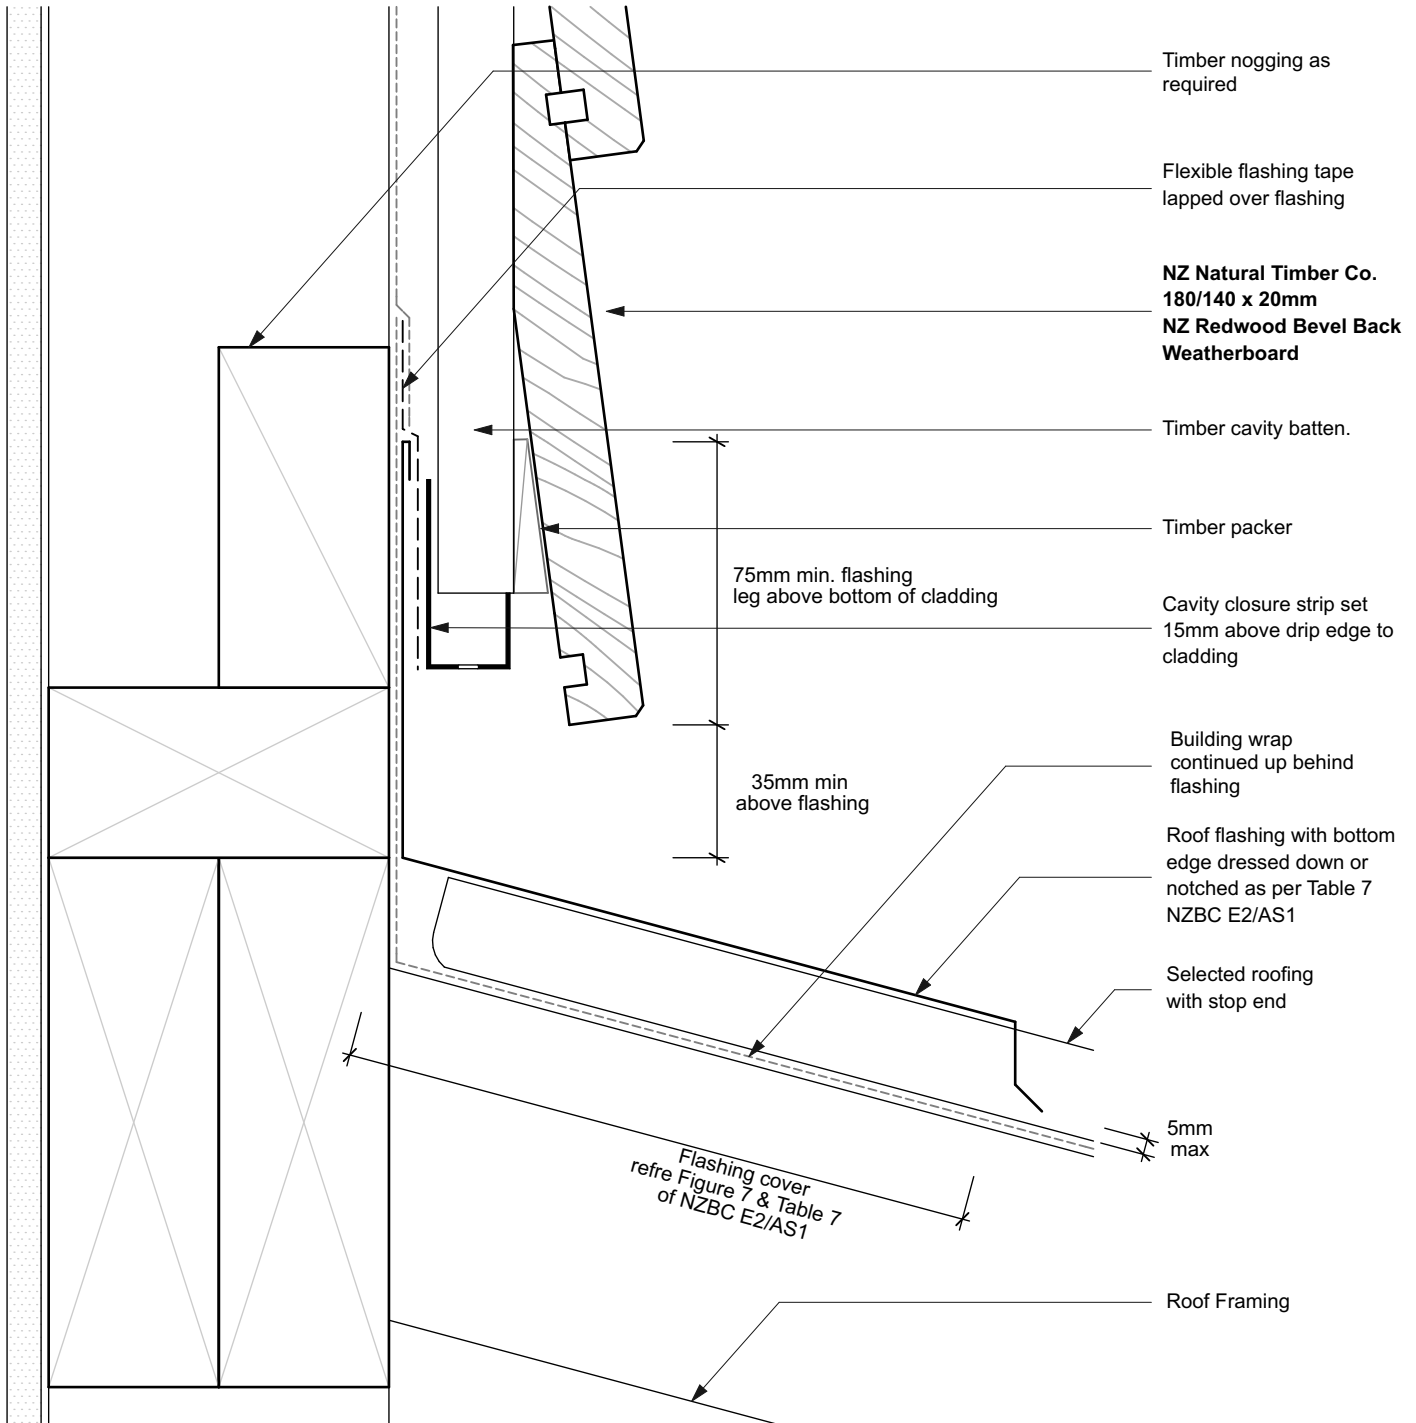 Timber nogging as
required
Flexible flashing tape
lapped over flashing
NZ Natural Timber Co.
180/140 x 20mm
NZ Redwood Bevel Back
Weatherboard
Timber cavity batten.
Timber packer
75mm min. flashing
leg above bottom of cladding
Cavity closure strip set
15mm above drip edge to
cladding
Building wrap
continued up behind
flashing
35mm min
above flashing
Roof flashing with bottom
edge dressed down or
notched as per Table 7
NZBC E2/AS1
Selected roofing
with stop end
5mm
max
Flashing cover
refre Figure 7 & Table 7
of NZBC E2/AS1
Roof Framing